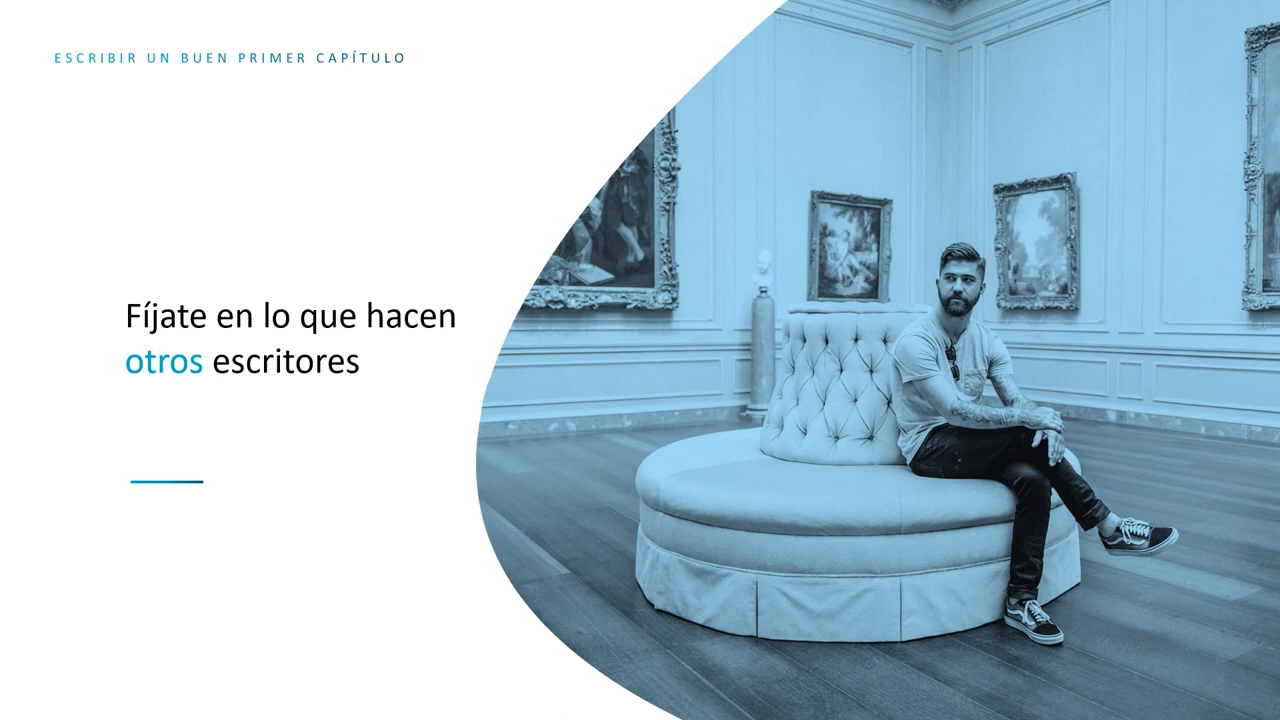 ESCRIBIR UN BUEN PRIMER CAPÍTULO
Fíjate en lo que hacen
otros escritores